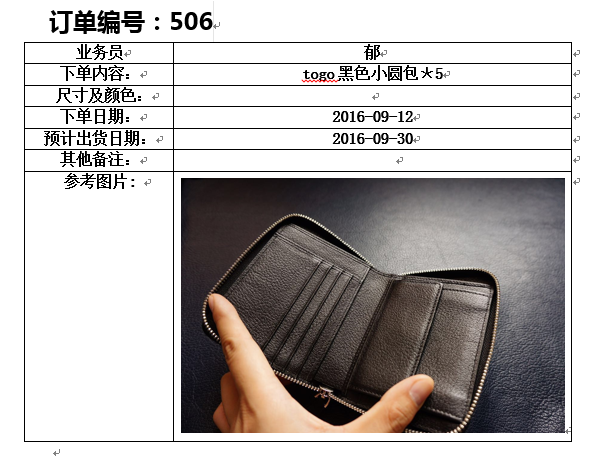 订单编号：506
业务员 郁
下单内容： togo黑色小圆包＊5
尺寸及颜色：
下单日期： 2016-09-12
预计出货日期： 2016-09-30
其他备注：
参考图片：